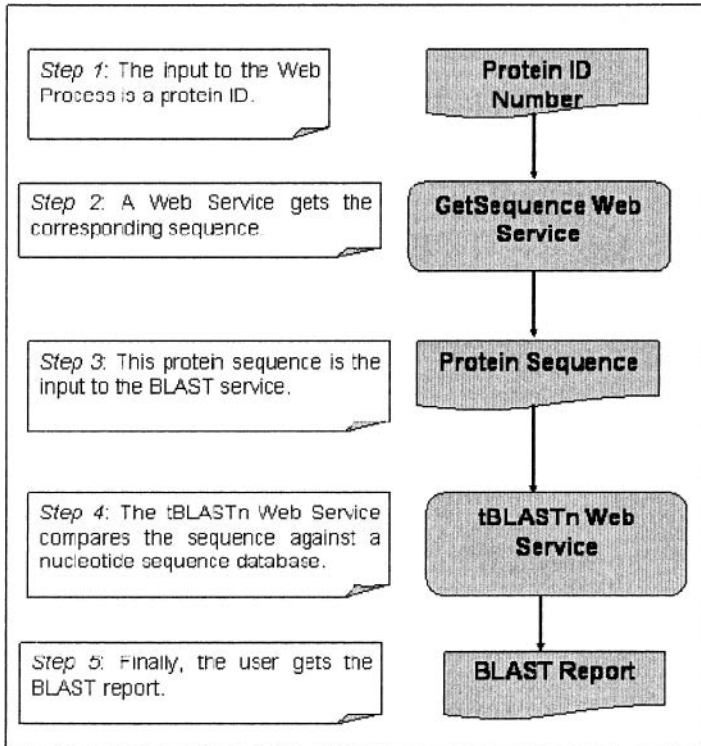 Step 1: The input to the Web
Process is a protein ID.
Protein ID
Number
Step 2: A Web Service gets the
corresponding sequence.
GetSequence Web
Service
Step 3: This protein sequence is the
input to the BLAST service.
Protein Sequence
Step 4: The tBLASTn Web Service
compares the sequence against a
nucleotide sequence database.
tBLASTn Web
Service
Step 5: Finally, the user gets the
BLAST report.
BLAST Report